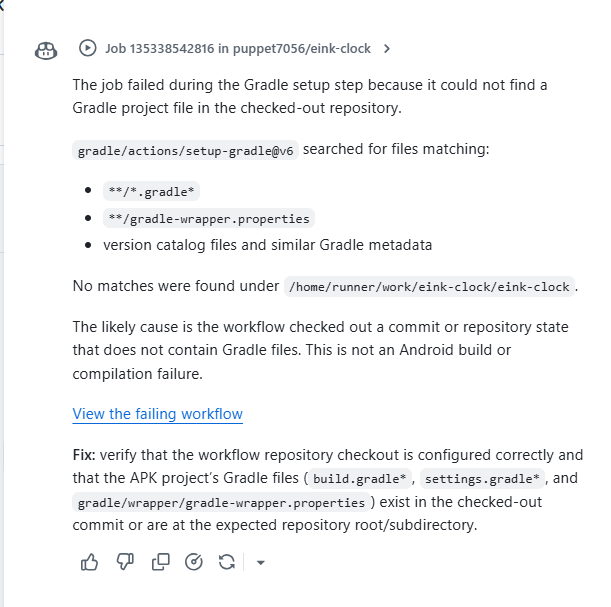 Job 135338542816 in puppet7056/eink-clock
The job failed during the Gradle setup step because it could not find a
Gradle project file in the checked-out repository.
gradle/actions/setup-gradle@v6 searched for files matching:
**/*.gradle*
**/gradle-wrapper.properties
version catalog files and similar Gradle metadata
No matches were found under /home/runner/work/eink-clock/eink-clock.
The likely cause is the workflow checked out a commit or repository state
that does not contain Gradle files. This is not an Android build or
compilation failure.
View the failing workflow
Fix: verify that the workflow repository checkout is configured correctly and
that the APK project's Gradle files (build.gradle*, settings.gradle*, and
gradle/wrapper/gradle-wrapper.properties) exist in the checked-out
commit or are at the expected repository root/subdirectory.